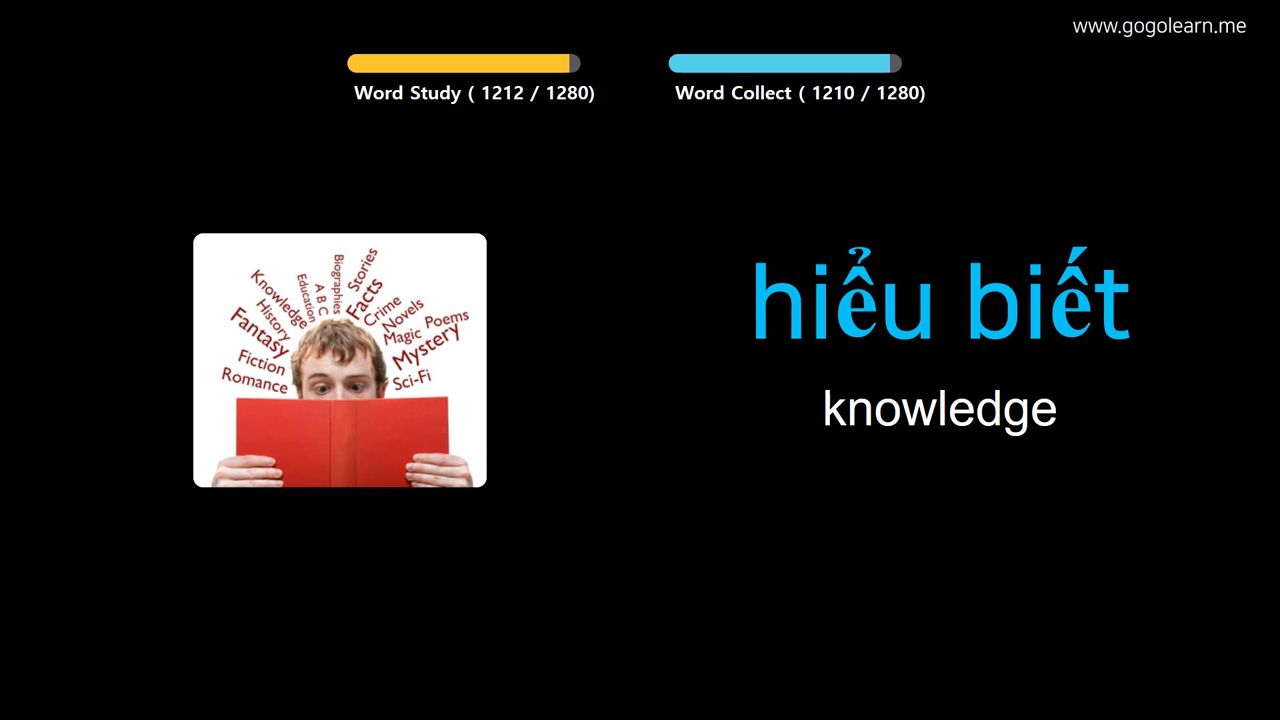 www.gogolearn.me
Word Study ( 1212 / 1280)
Word Collect ( 1210 / 1280)
hiểu biết
knowledge
Stories
Biographies
Facts
A B C
Education
Crime
Knowledge
Novels
History
Poems
Magic
Fantasy
Mystery
Fiction
Sci-Fi
Romance